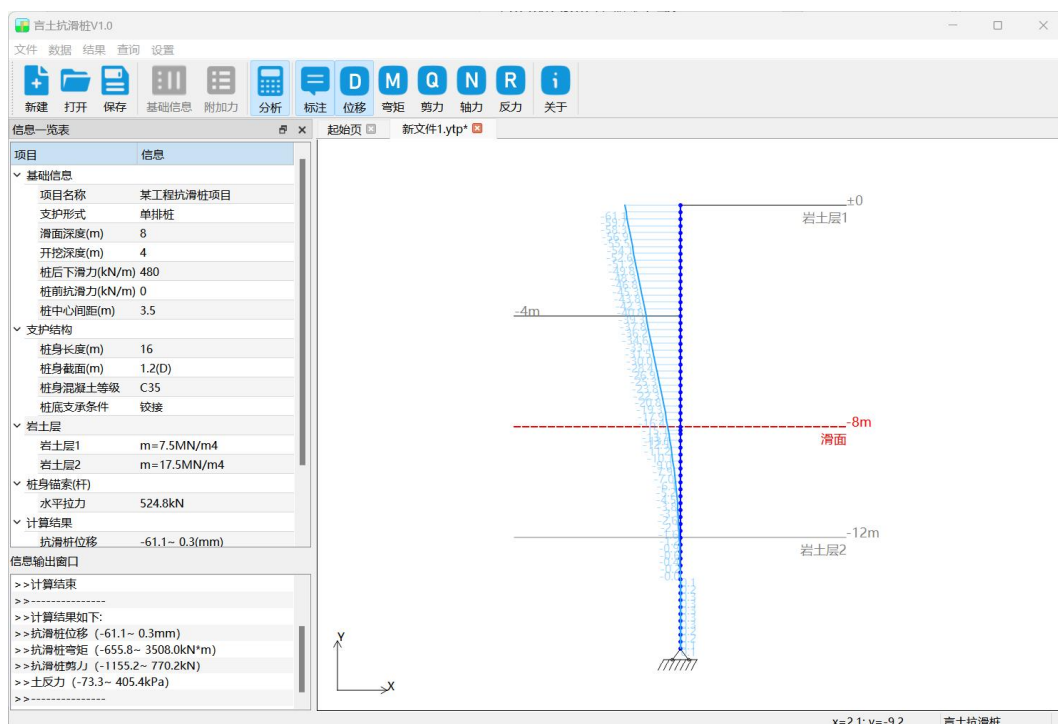 言土抗滑桩V1.0
文件 数据 结果 查询 设置
新建 打开 保存 基础信息 附加力 分析 标注 位移 弯矩 剪力 轴力 反力 关于
D M Q N R i
信息一览表
起始页 新文件1.ytp*
项目 信息
基础信息
项目名称 某工程抗滑桩项目
支护形式 单排桩
滑面深度(m) 8
开挖深度(m) 4
桩后下滑力(kN/m) 480
桩前抗滑力(kN/m) 0
桩中心间距(m) 3.5
支护结构
桩身长度(m) 16
桩身截面(m) 1.2(D)
桩身混凝土等级 C35
桩底支承条件 铰接
岩土层
岩土层1 m=7.5MN/m4
岩土层2 m=17.5MN/m4
桩身锚索(杆)
水平拉力 524.8kN
计算结果
抗滑桩位移 -61.1~ 0.3(mm)
信息输出窗口
>>计算结束
>>---------------
>>计算结果如下:
>>抗滑桩位移 (-61.1~ 0.3mm)
>>抗滑桩弯矩 (-655.8~ 3508.0kN*m)
>>抗滑桩剪力 (-1155.2~ 770.2kN)
>>土反力 (-73.3~ 405.4kPa)
>>---------------
±0
岩土层1
-4m
-8m
滑面
-12m
岩土层2
-61.1
Y
X
x=2.1; y=-9.2 言土抗滑桩